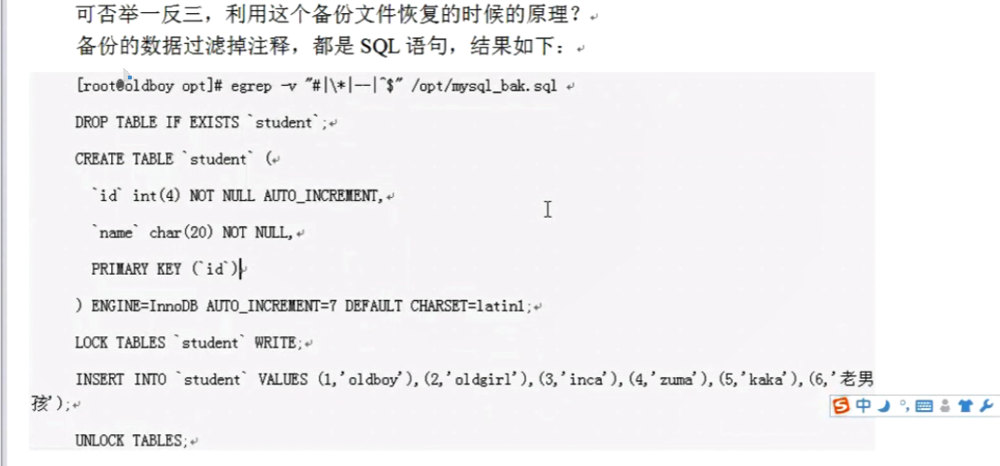 可否举一反三，利用这个备份文件恢复的时候的原理？
备份的数据过滤掉注释，都是 SQL 语句，结果如下：
[root@oldboy opt]# egrep -v "#|\*|--|^$" /opt/mysql_bak.sql
DROP TABLE IF EXISTS `student`;
CREATE TABLE `student` (
`id` int(4) NOT NULL AUTO_INCREMENT,
`name` char(20) NOT NULL,
PRIMARY KEY (`id`)
) ENGINE=InnoDB AUTO_INCREMENT=7 DEFAULT CHARSET=latin1;
LOCK TABLES `student` WRITE;
INSERT INTO `student` VALUES (1,'oldboy'),(2,'oldgirl'),(3,'inca'),(4,'zuma'),(5,'kaka'),(6,'老男
孩');
中
UNLOCK TABLES;